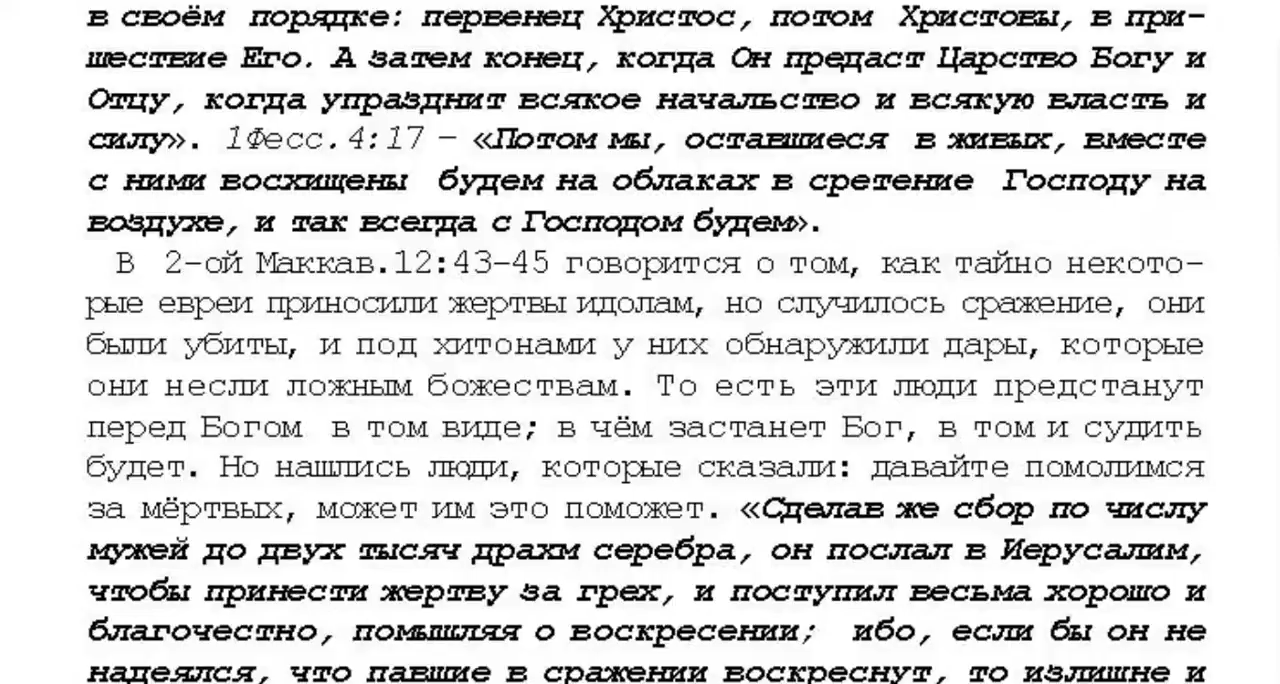 в своём порядке: первенец Христос, потом Христовы, в при-
шествие Его. А затем конец, когда Он предаст Царство Богу и
Отцу, когда упразднит всякое начальство и всякую власть и
силу». 1Фесс.4:17 – «Потом мы, оставшиеся в живых, вместе
с ними восхищены будем на облаках в сретение Господу на
воздухе, и так всегда с Господом будем».
В 2-ой Маккав.12:43-45 говорится о том, как тайно некото-
рые евреи приносили жертвы идолам, но случилось сражение, они
были убиты, и под хитонами у них обнаружили дары, которые
они несли ложным божествам. То есть эти люди предстанут
перед Богом в том виде; в чём застанет Бог, в том и судить
будет. Но нашлись люди, которые сказали: давайте помолимся
за мёртвых, может им это поможет. «Сделав же сбор по числу
мужей до двух тысяч драхм серебра, он послал в Иерусалим,
чтобы принести жертву за грех, и поступил весьма хорошо и
благочестно, помышляя о воскресении; ибо, если бы он не
надеялся, что павшие в сражении воскреснут, то излишне и